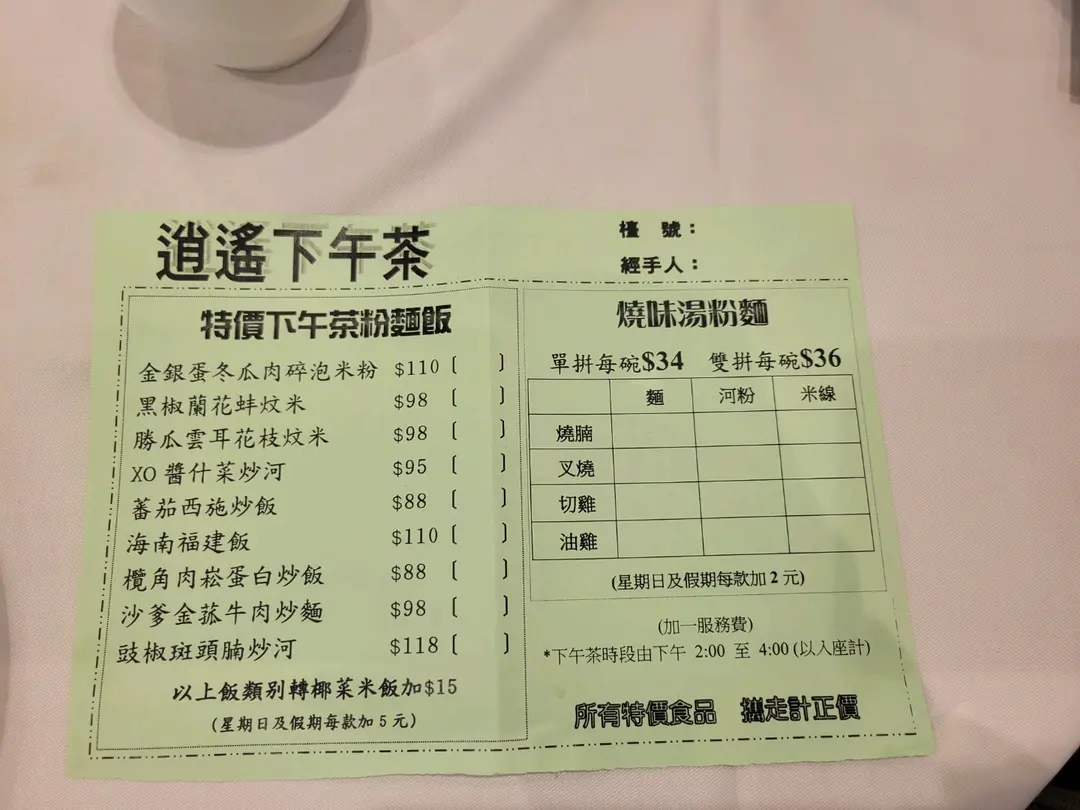 逍遙下午茶
檯 號：
經手人：
特價下午茶粉麵飯
金銀蛋冬瓜肉碎泡米粉 $110 〔 〕
黑椒蘭花蚌炆米 $98 〔 〕
勝瓜雲耳花枝炆米 $98 〔 〕
XO 醬什菜炒河 $95 〔 〕
蕃茄西施炒飯 $88 〔 〕
海南福建飯 $110 〔 〕
欖角肉崧蛋白炒飯 $88 〔 〕
沙爹金菇牛肉炒麵 $98 〔 〕
豉椒斑頭腩炒河 $118 〔 〕
以上飯類別轉椰菜米飯加$15
(星期日及假期每款加 5 元)
燒味湯粉麵
單拼每碗$34 雙拼每碗$36
麵 河粉 米線
燒腩
叉燒
切雞
油雞
(星期日及假期每款加 2 元)
(加一服務費)
*下午茶時段由下午 2:00 至 4:00 (以入座計)
所有特價食品 攜走計正價